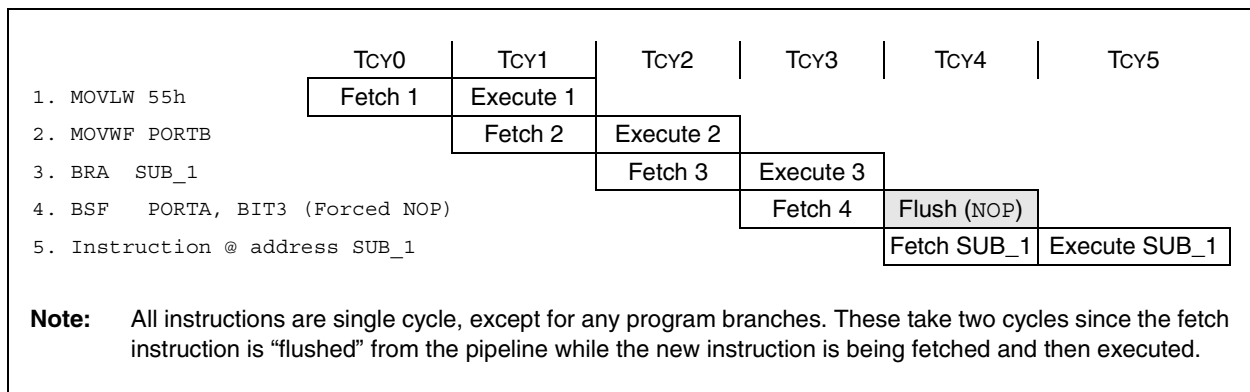 TCY0 TCY1 TCY2 TCY3 TCY4 TCY5
1. MOVLW 55h Fetch 1 Execute 1
2. MOVWF PORTB Fetch 2 Execute 2
3. BRA SUB_1 Fetch 3 Execute 3
4. BSF PORTA, BIT3 (Forced NOP) Fetch 4 Flush (NOP)
5. Instruction @ address SUB_1 Fetch SUB_1 Execute SUB_1
Note: All instructions are single cycle, except for any program branches. These take two cycles since the fetch
instruction is “flushed” from the pipeline while the new instruction is being fetched and then executed.